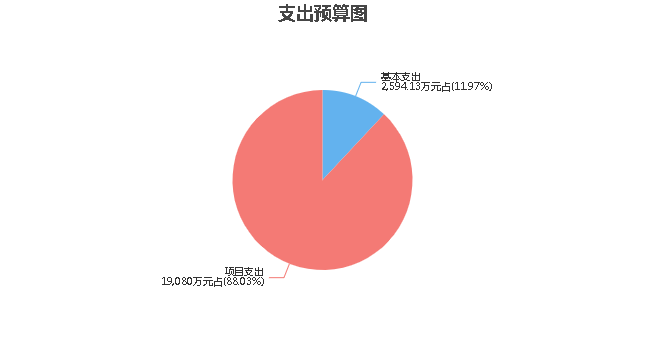 支出预算图
基本支出
2,594.13万元占(11.97%)
项目支出
19,080万元占(88.03%)